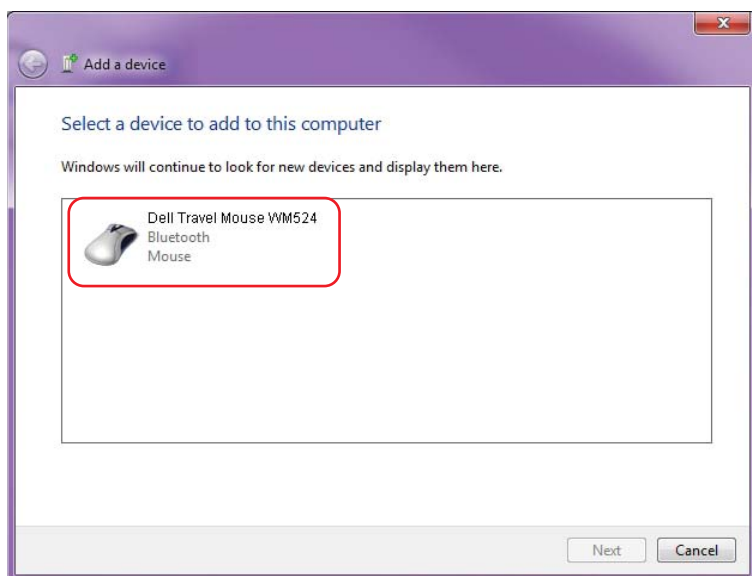 Add a device
Select a device to add to this computer
Windows will continue to look for new devices and display them here.
Dell Travel Mouse WM524
Bluetooth
Mouse
Next
Cancel